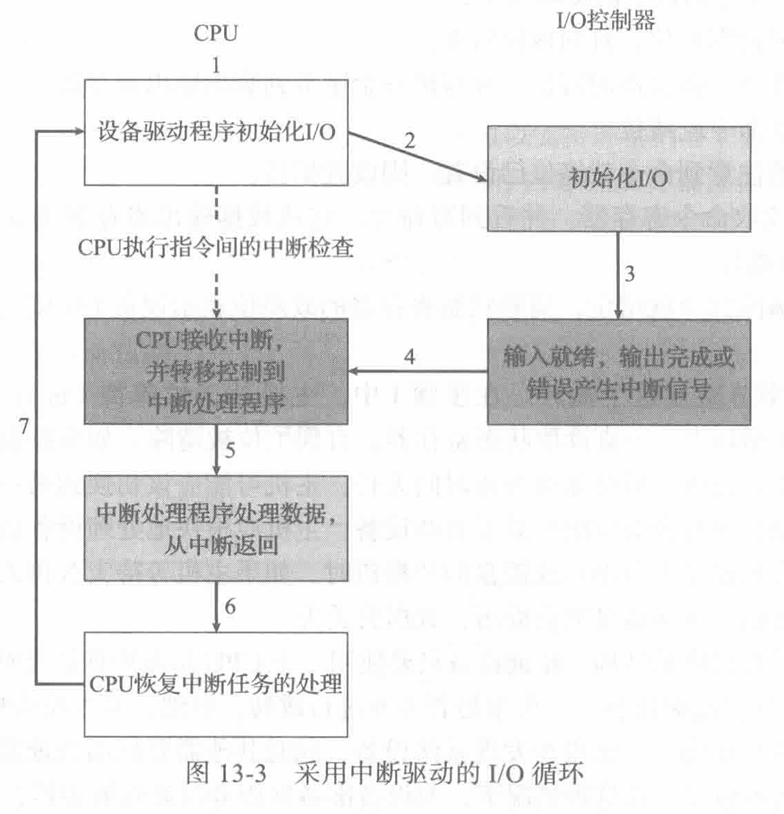 I/O控制器
CPU
1
设备驱动程序初始化I/O
2
初始化I/O
CPU执行指令间的中断检查
3
CPU接收中断，
并转移控制到
中断处理程序
4
输入就绪，输出完成或
错误产生中断信号
7
5
中断处理程序处理数据，
从中断返回
6
CPU恢复中断任务的处理
图 13-3 采用中断驱动的 I/O 循环